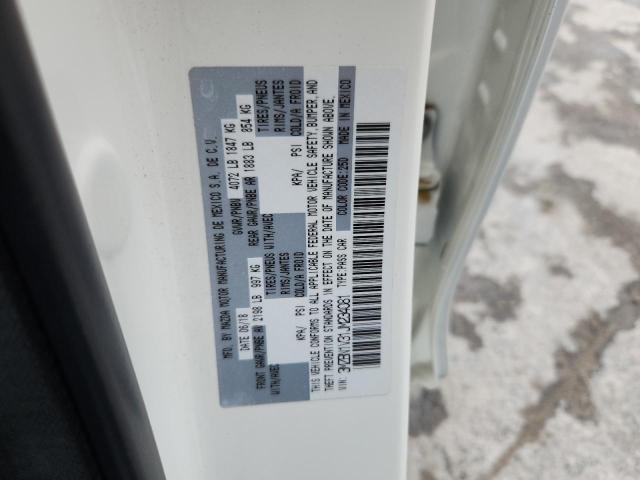 MFD. BY MAZDA MOTOR MANUFACTURING DE MEXICO S.A. DE C.V.
DATE 06/18 GVWR/PNBV 4072 LB 1847 KG
FRONT GAWR/PNBE AV 2198 LB 997 KG REAR GAWR/PNBE AR 1883 LB 854 KG
WITH/AVEC TIRES/PNEUS WITH/AVEC TIRES/PNEUS
RIMS/JANTES RIMS/JANTES
KPA/ PSI COLD/A FROID KPA/ PSI COLD/A FROID
THIS VEHICLE CONFORMS TO ALL APPLICABLE FEDERAL MOTOR VEHICLE SAFETY, BUMPER, AND
THEFT PREVENTION STANDARDS IN EFFECT ON THE DATE OF MANUFACTURE SHOWN ABOVE.
VIN: TYPE:PASS CAR COLOR CODE:25D MADE IN MEXICO